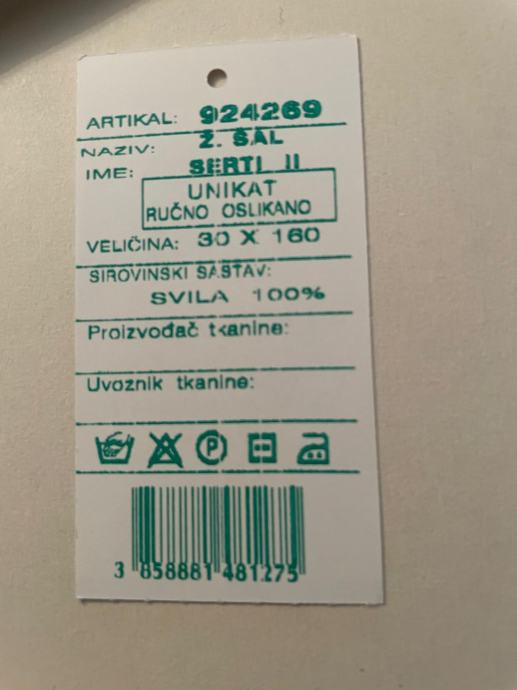 ARTIKAL: 924269
NAZIV: Ž. ŠAL
IME: SERTI II
UNIKAT
RUČNO OSLIKANO
VELIČINA: 30 X 160
SIROVINSKI SASTAV:
SVILA 100%
Proizvođač tkanine:
Uvoznik tkanine:
P
3 858881 481275